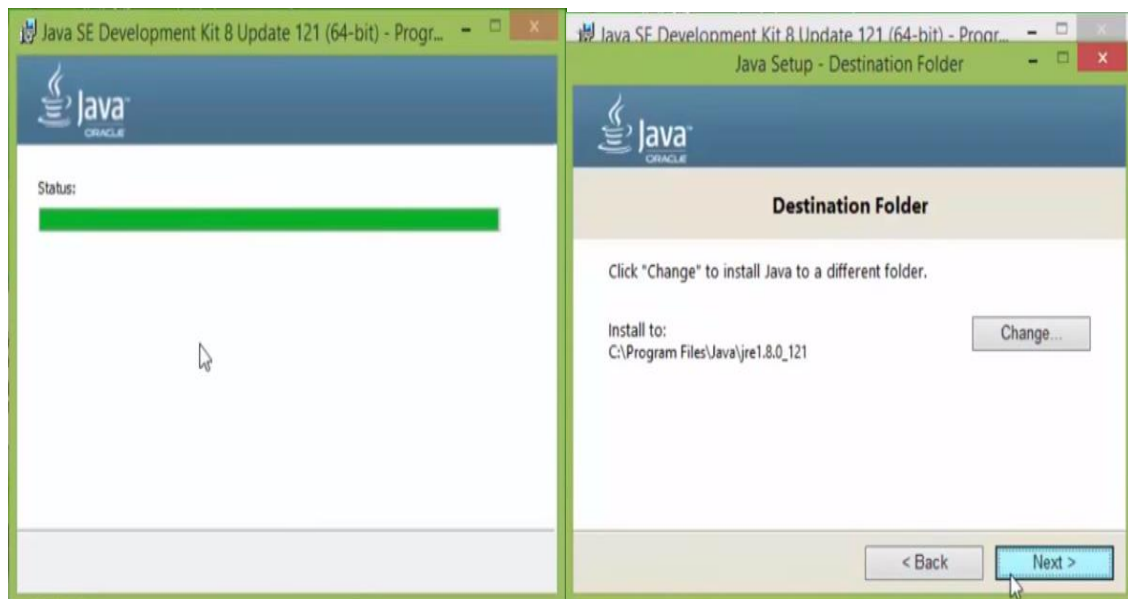 Java SE Development Kit 8 Update 121 (64-bit) - Progr...
Java
ORACLE
Status:
Java SE Development Kit 8 Update 121 (64-bit) - Progr...
Java Setup - Destination Folder
Java
ORACLE
Destination Folder
Click "Change" to install Java to a different folder.
Install to:
Change...
C:\Program Files\Java\jre1.8.0_121
< Back
Next >